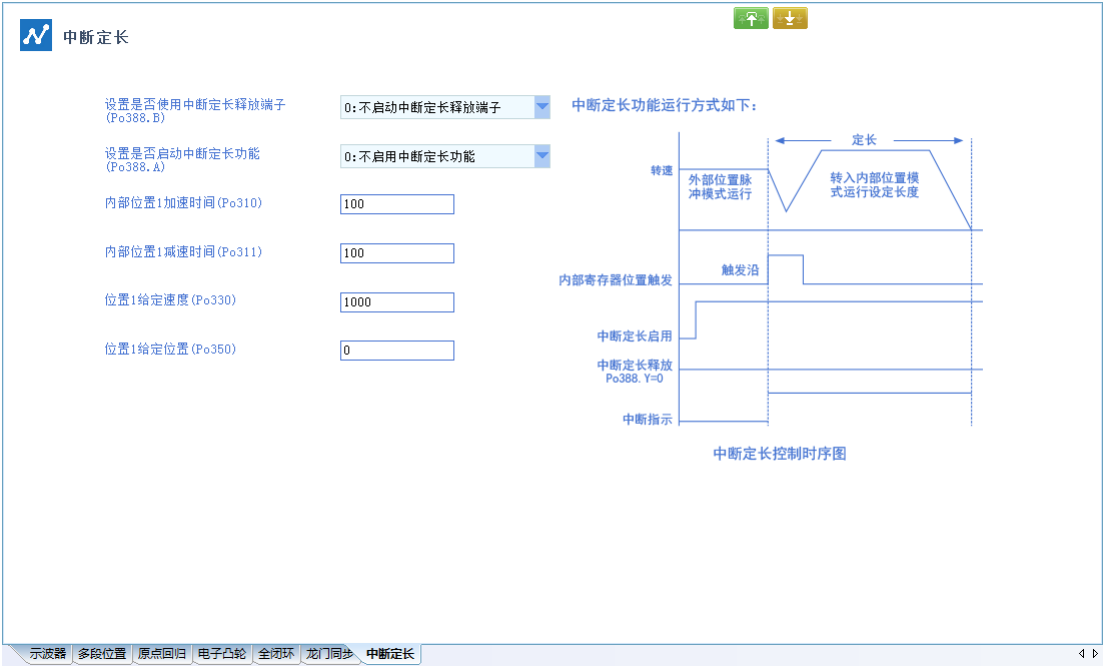 中断定长
设置是否使用中断定长释放端子
(Po388.B)
0:不启动中断定长释放端子
设置是否启动中断定长功能
(Po388.A)
0:不启用中断定长功能
内部位置1加速时间(Po310)
100
内部位置1减速时间(Po311)
100
位置1给定速度(Po330)
1000
位置1给定位置(Po350)
0
中断定长功能运行方式如下:
定长
转速
外部位置脉
冲模式运行
转入内部位置模
式运行设定长度
触发沿
内部寄存器位置触发
中断定长启用
中断定长释放
Po388.Y=0
中断指示
中断定长控制时序图
示波器 多段位置 原点回归 电子凸轮 全闭环 龙门同步 中断定长